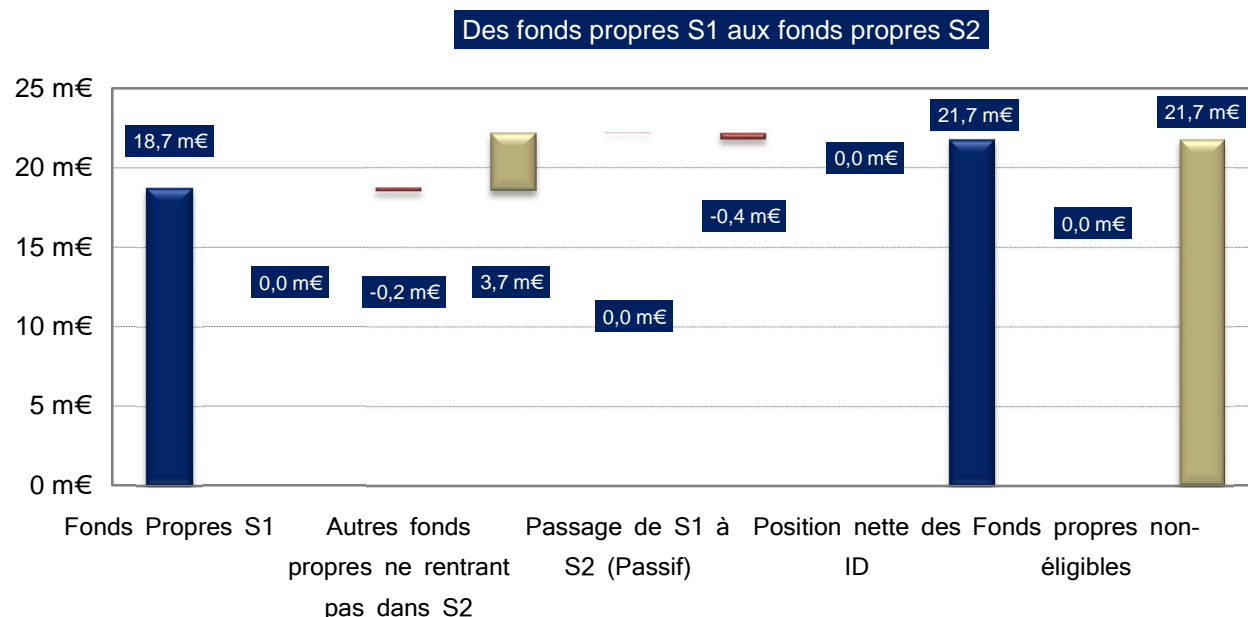 Des fonds propres S1 aux fonds propres S2
25 m€
20 m€
15 m€
10 m€
5 m€
0 m€
18,7 m€
0,0 m€
-0,2 m€
3,7 m€
0,0 m€
-0,4 m€
0,0 m€
21,7 m€
0,0 m€
21,7 m€
Fonds Propres S1
Autres fonds
propres ne rentrant
pas dans S2
Passage de S1 à
S2 (Passif)
Position nette des
ID
Fonds propres non-
éligibles